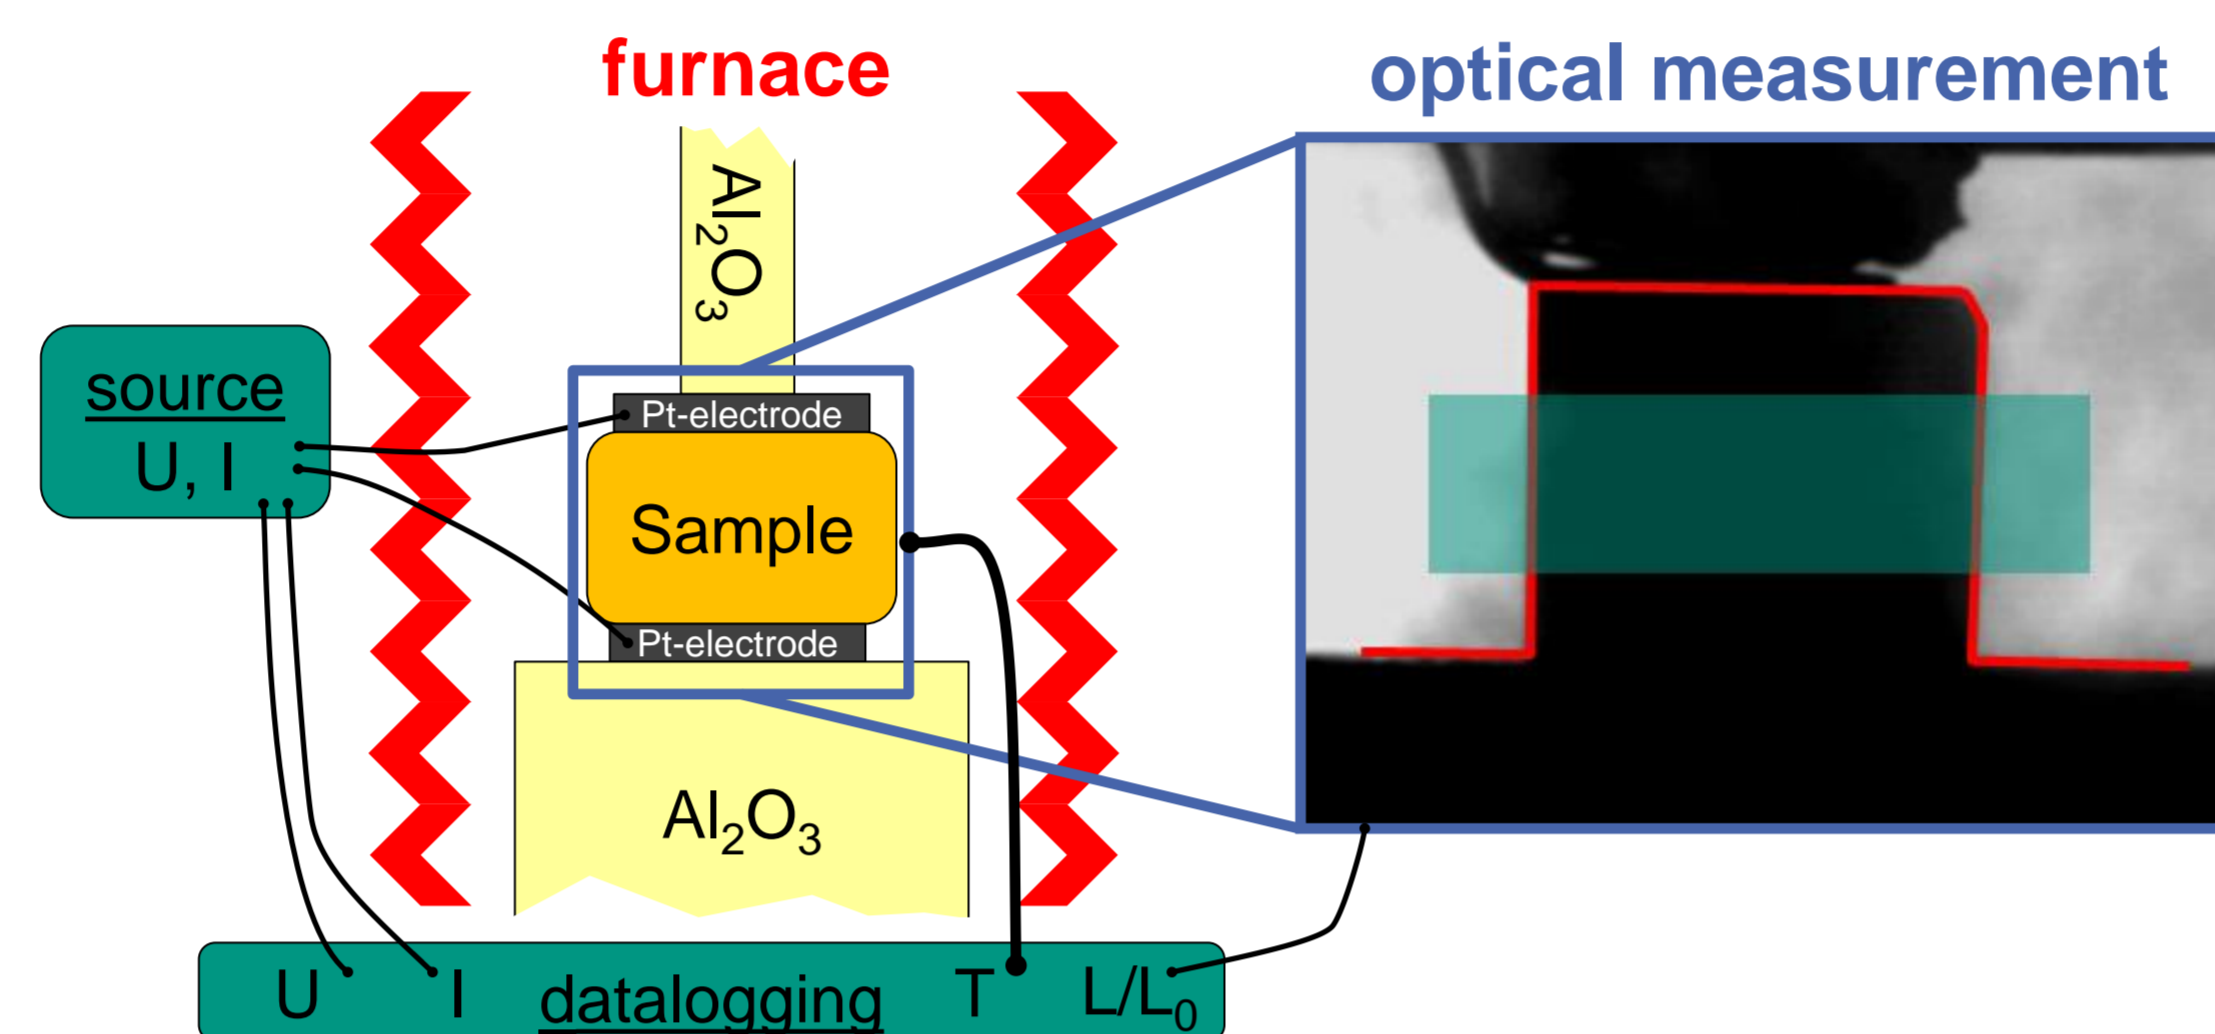 furnace
optical measurement
Al₂O₃
source
U, I
Pt-electrode
Sample
Pt-electrode
Al₂O₃
U I datalogging T L/L₀